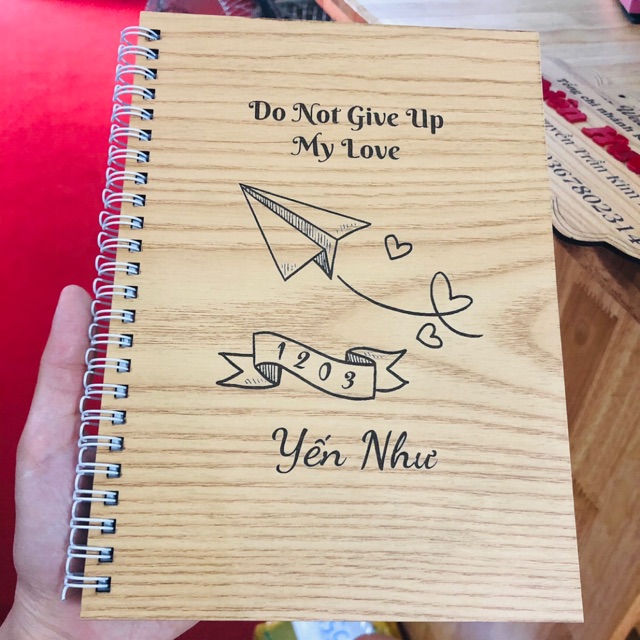 Do Not Give Up
My Love
1203
Yến Như